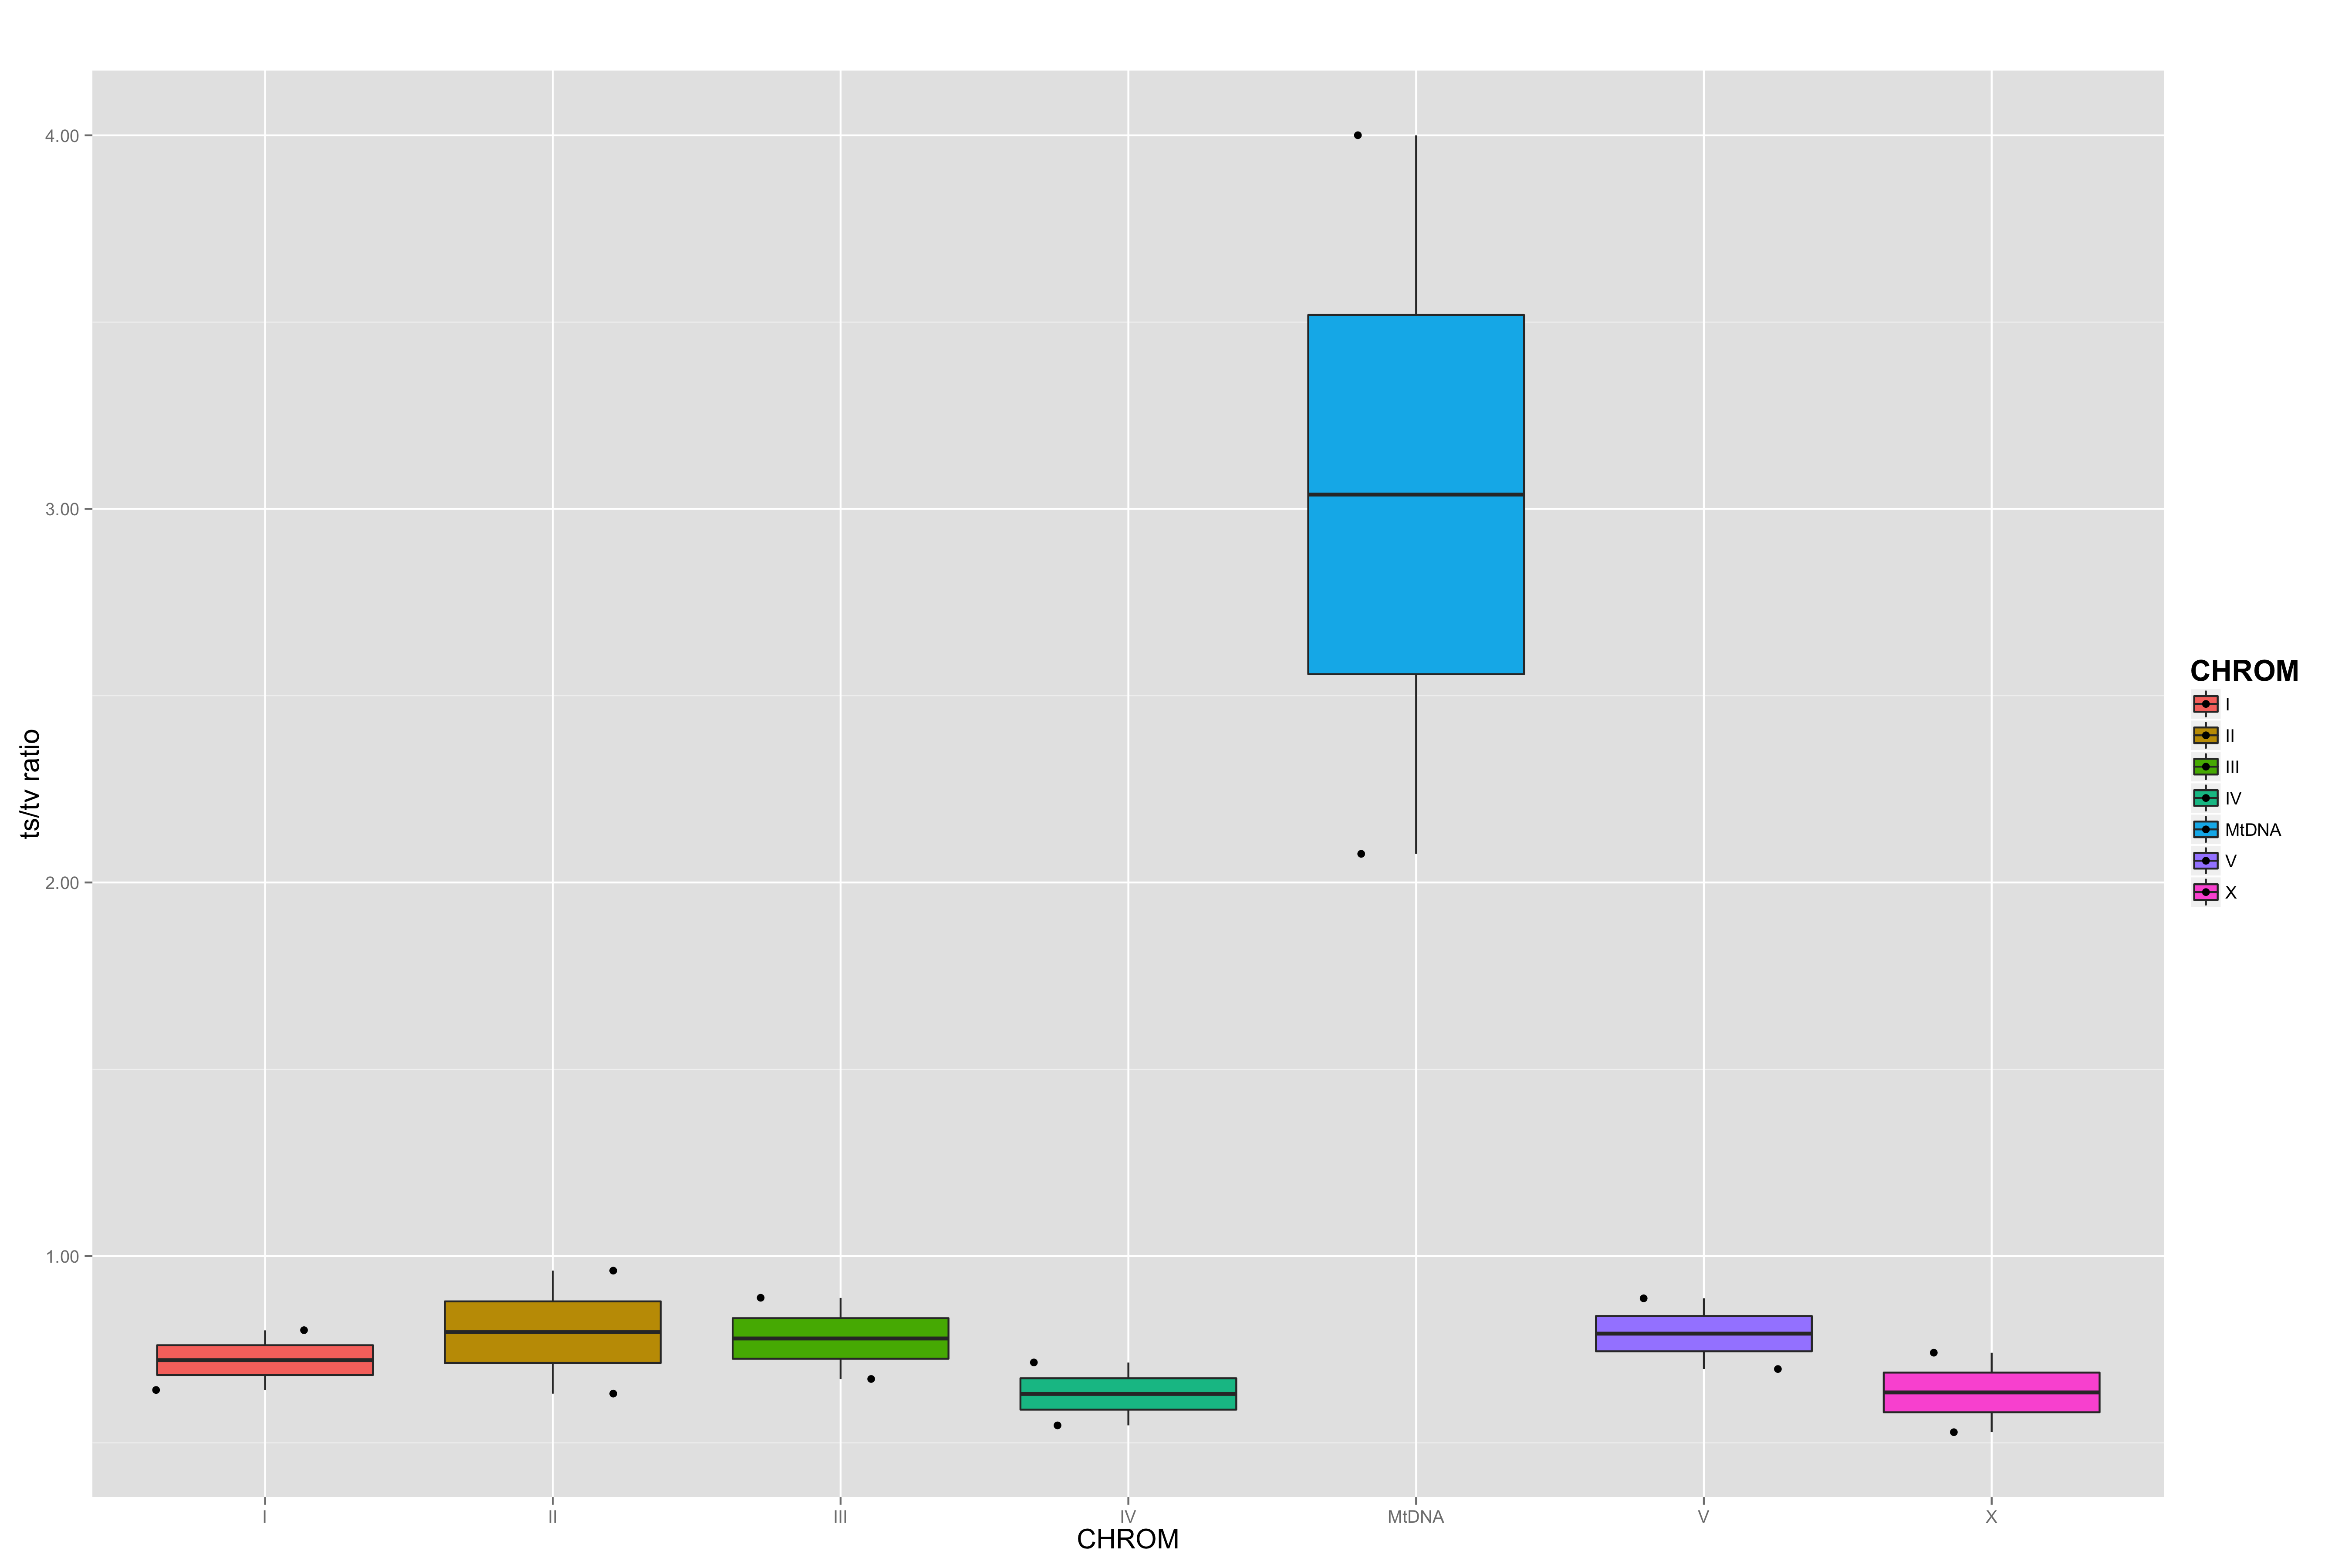 4.00
3.00
2.00
1.00
ts/tv ratio
I
II
III
IV
MtDNA
V
X
CHROM
CHROM
I
II
III
IV
MtDNA
V
X